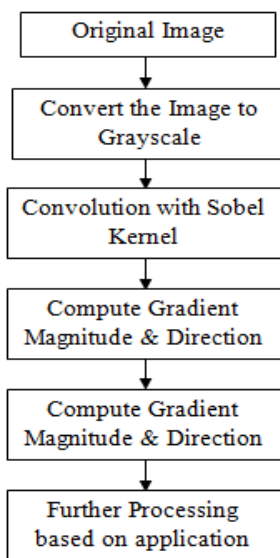 Original Image
Convert the Image to
Grayscale
Convolution with Sobel
Kernel
Compute Gradient
Magnitude & Direction
Compute Gradient
Magnitude & Direction
Further Processing
based on application